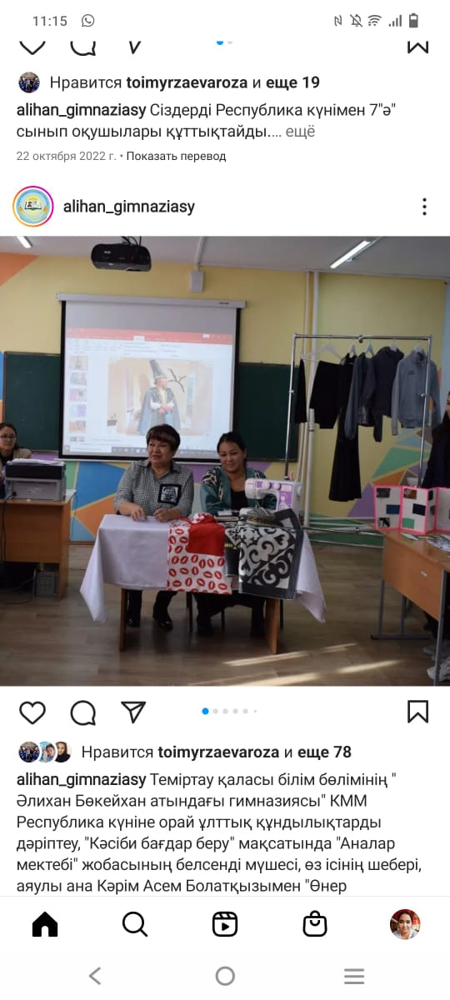 11:15
Нравится toimyrzaevaroza и еще 19
alihan_gimnaziasy Сіздерді Республика күнімен 7"ә"
сынып оқушылары құттықтайды.... ещё
22 октября 2022 г. • Показать перевод
alihan_gimnaziasy
Нравится toimyrzaevaroza и еще 78
alihan_gimnaziasy Теміртау қаласы білім бөлімінің "
Әлихан Бөкейхан атындағы гимназиясы" КММ
Республика күніне орай ұлттық құндылықтарды
дәріптеу, "Кәсіби бағдар беру" мақсатында "Аналар
мектебі" жобасының белсенді мүшесі, өз ісінің шебері,
аяулы ана Кәрім Асем Болатқызымен "Өнер